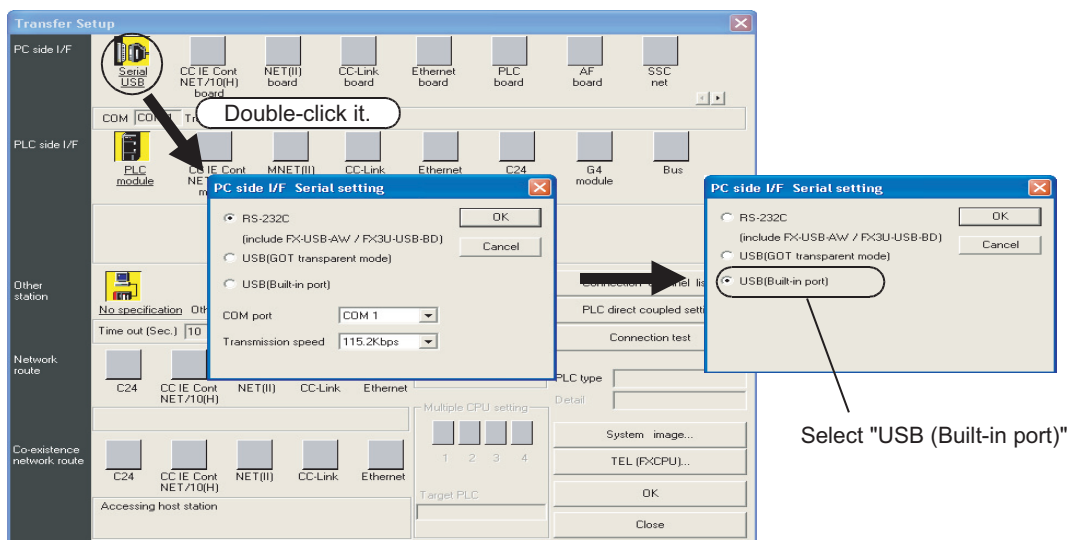 Transfer Setup
PC side I/F
Serial
USB
CC IE Cont
NET/10(H)
board
NET(II)
board
CC-Link
board
Ethernet
board
PLC
board
AF
board
SSC
net
Double-click it.
COM COM 1
PLC side I/F
PLC
module
CC IE Cont
MNET(II)
CC-Link
Ethernet
C24
G4
module
Bus
PC side I/F Serial setting
RS-232C
(include FX-USB-AW / FX3U-USB-BD)
USB(GOT transparent mode)
USB(Built-in port)
COM port COM 1
Transmission speed 115.2Kbps
OK
Cancel
PC side I/F Serial setting
RS-232C
(include FX-USB-AW / FX3U-USB-BD)
USB(GOT transparent mode)
USB(Built-in port)
OK
Cancel
Select "USB (Built-in port)"
Other
station
No specification
Time out (Sec.) 10
PLC direct coupled
Connection test
PLC type
Detail
Network
route
C24
CC IE Cont
NET/10(H)
NET(II)
CC-Link
Ethernet
Multiple CPU setting
1 2 3 4
Target PLC
System image...
TEL (FXCPU)...
OK
Close
Co-existence
network route
C24
CC IE Cont
NET/10(H)
NET(II)
CC-Link
Ethernet
Accessing host station